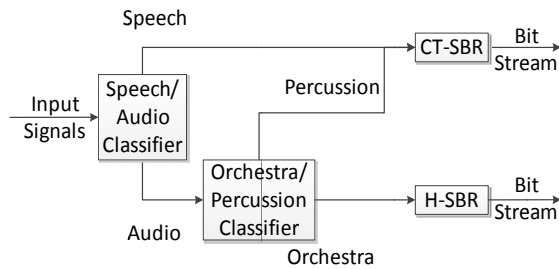 Speech
CT-SBR
Bit
Stream
Percussion
Input
Signals
Speech/
Audio
Classifier
Orchestra/
Percussion
Classifier
H-SBR
Bit
Stream
Audio
Orchestra